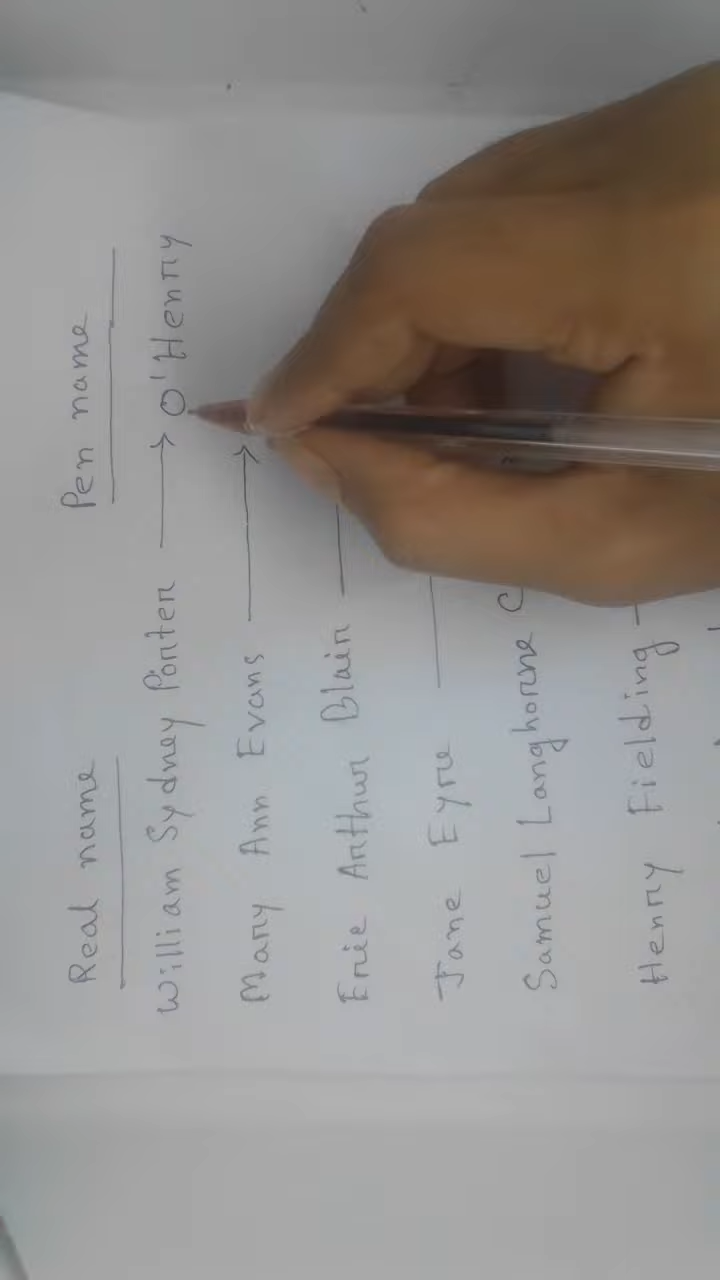 Real name Pen name
William Sydney Porter → O'Henry
Mary Ann Evans →
Eric Arthur Blair
Jane Eyre
Samuel Langhorne C
Henry Fielding